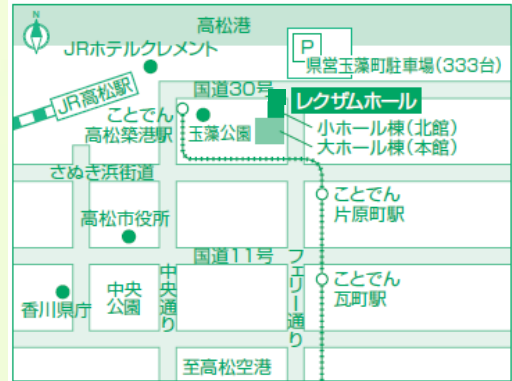 N
高松港
JRホテルクレメント
P
県営玉藻町駐車場(333台)
JR高松駅
国道30号
レクザムホール
ことでん
高松築港駅
玉藻公園
小ホール棟(北館)
大ホール棟(本館)
さぬき浜街道
ことでん
片原町駅
高松市役所
国道11号
中央通り
フェリー通り
ことでん
瓦町駅
香川県庁
中央
公園
至高松空港